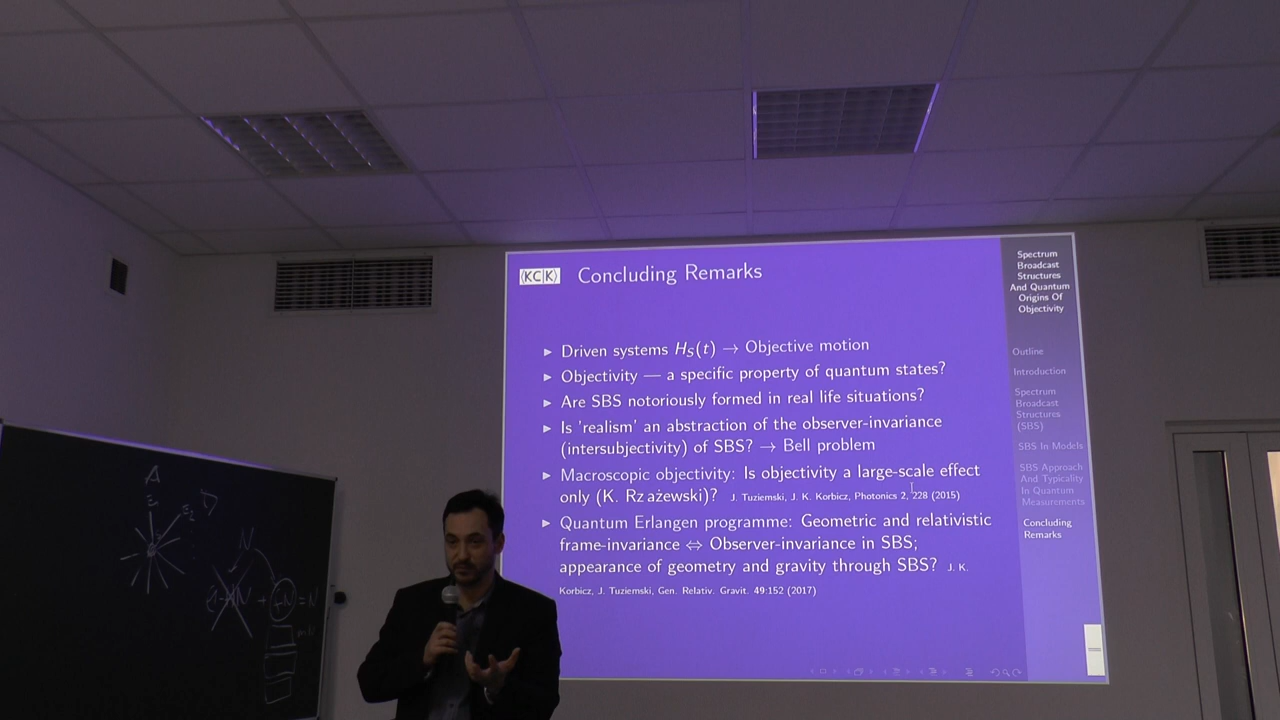 ⟨KC|K⟩ Concluding Remarks
▶ Driven systems H_S(t) → Objective motion
▶ Objectivity — a specific property of quantum states?
▶ Are SBS notoriously formed in real life situations?
▶ Is 'realism' an abstraction of the observer-invariance
(intersubjectivity) of SBS? → Bell problem
▶ Macroscopic objectivity: Is objectivity a large-scale effect
only (K. Rzążewski)? J. Tuziemski, J. K. Korbicz, Photonics 2, 228 (2015)
▶ Quantum Erlangen programme: Geometric and relativistic
frame-invariance ⇔ Observer-invariance in SBS;
appearance of geometry and gravity through SBS? J. K.
Korbicz, J. Tuziemski, Gen. Relativ. Gravit. 49:152 (2017)
Spectrum
Broadcast
Structures
And Quantum
Origins Of
Objectivity
Outline
Introduction
Spectrum
Broadcast
Structures
(SBS)
SBS In Models
SBS Approach
And Typicality
In Quantum
Measurements
Concluding
Remarks
A
E₁
E₂
N
N